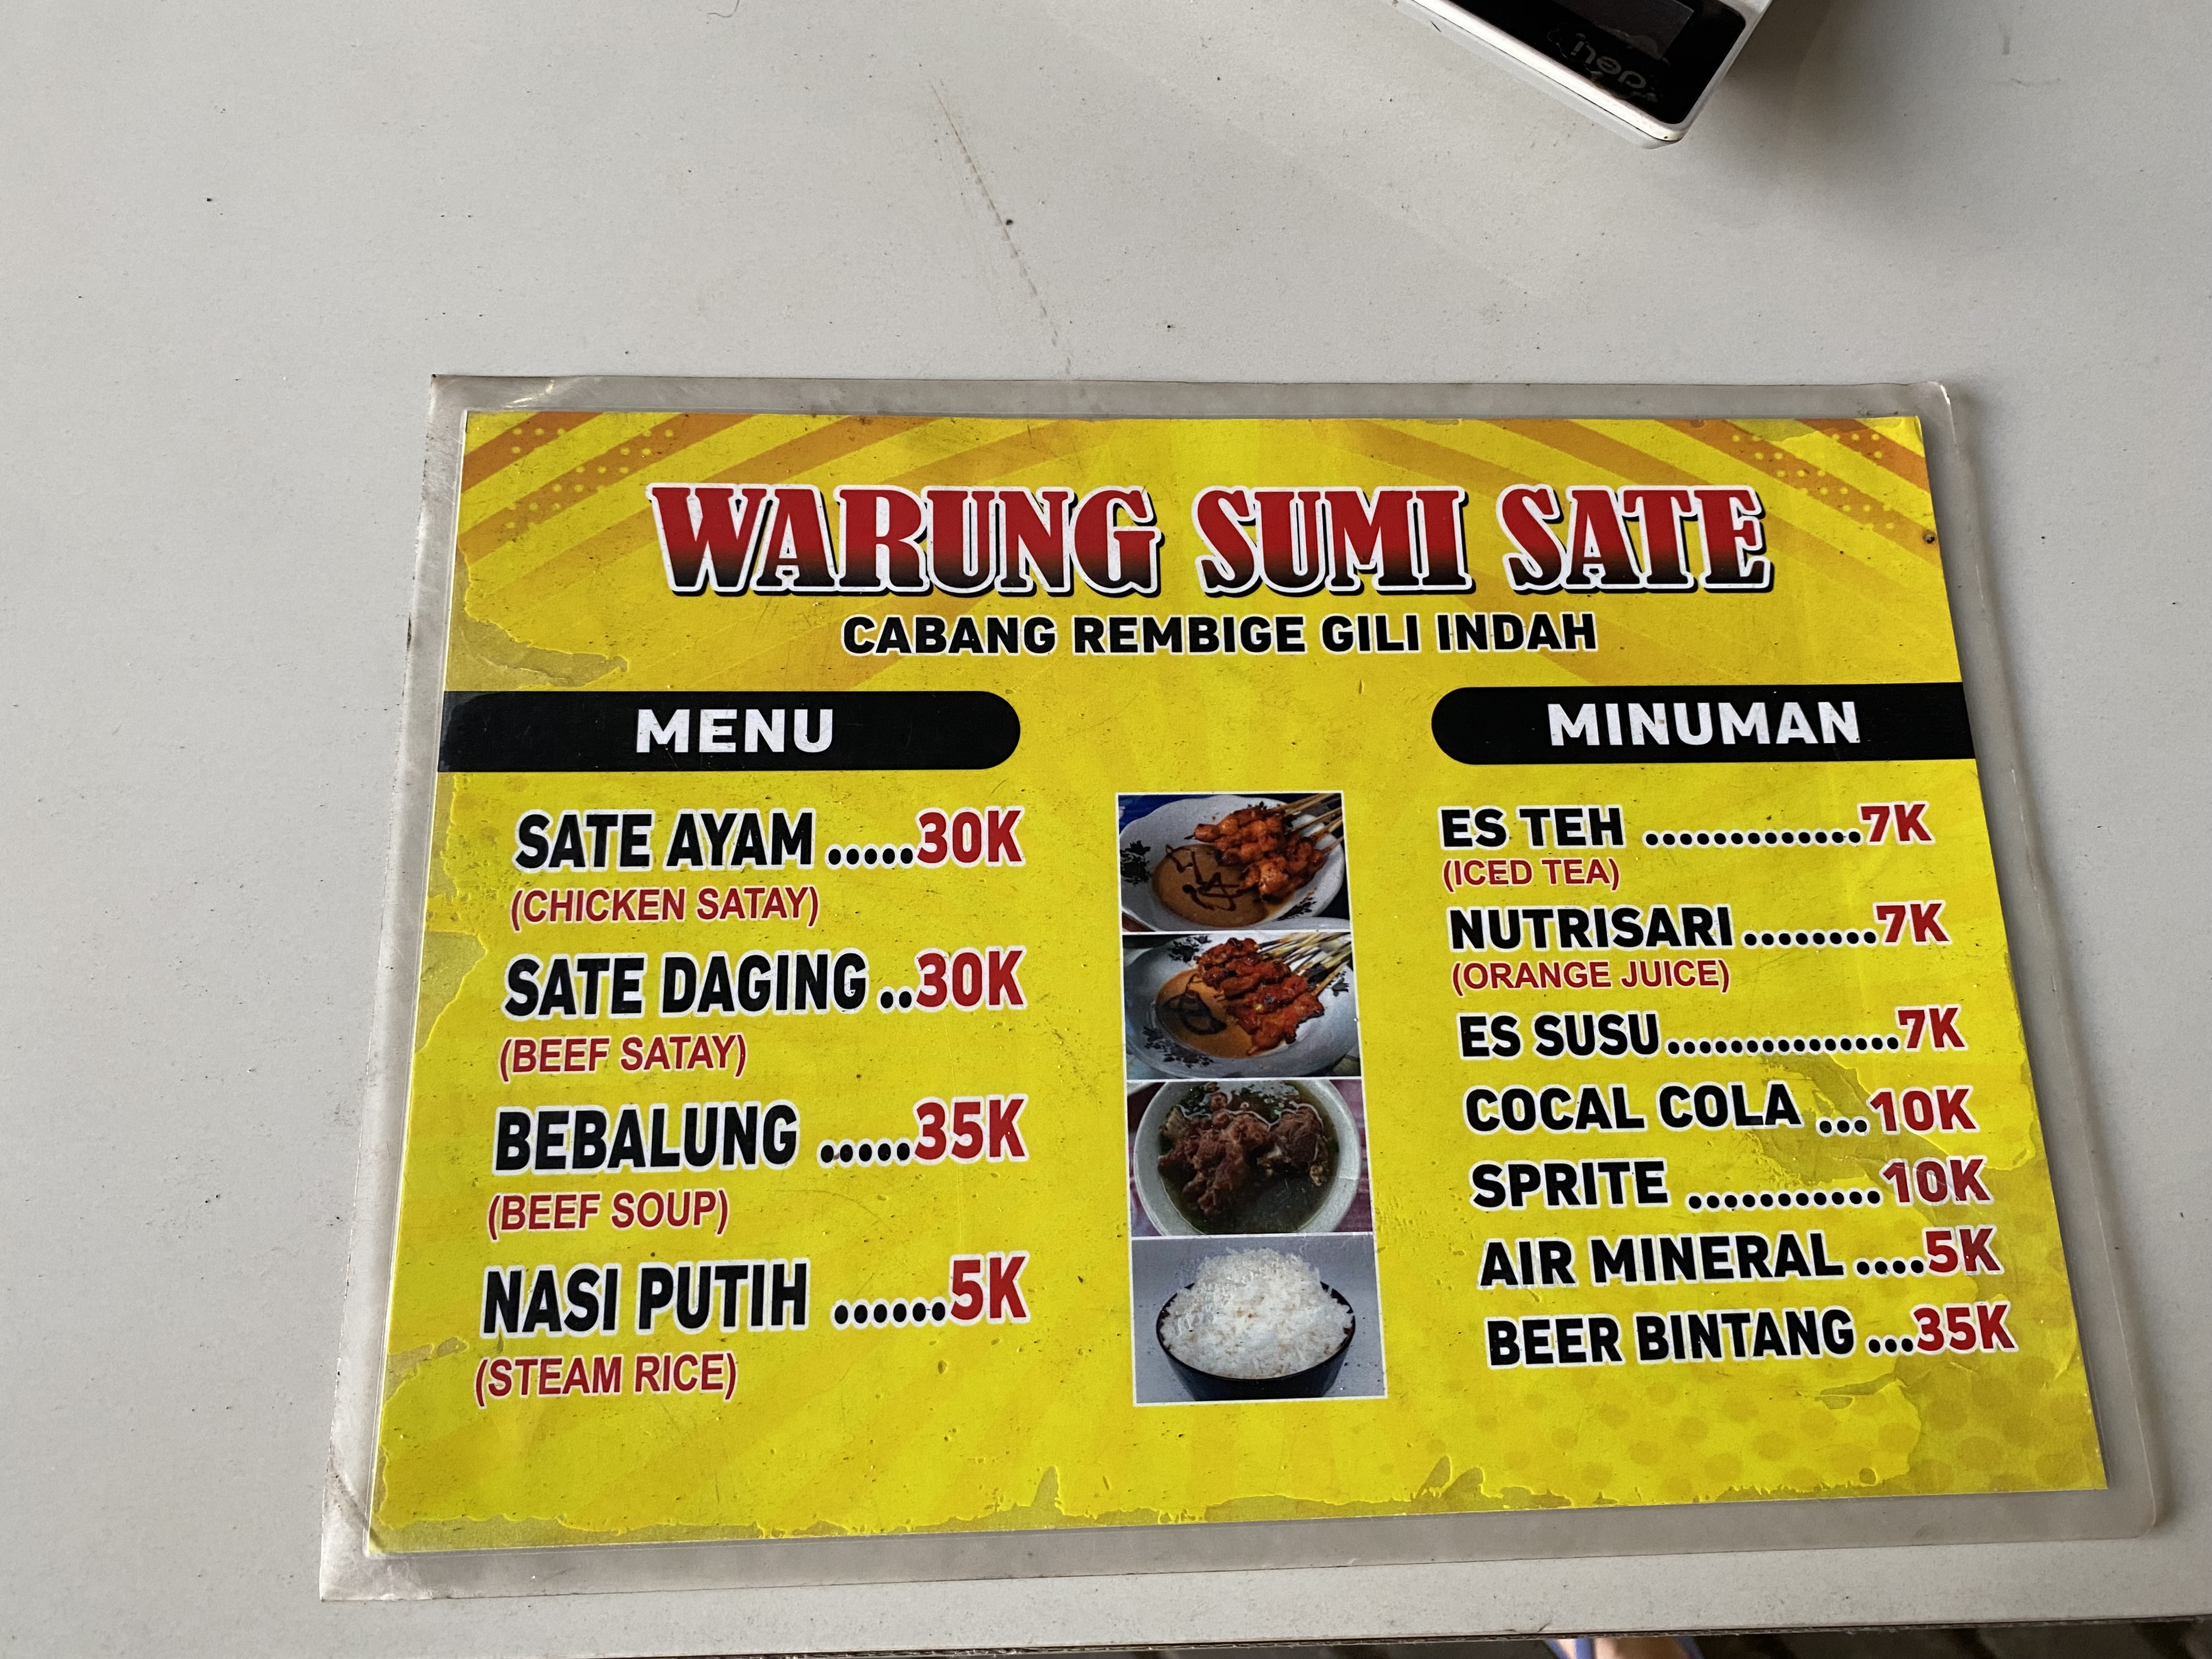 deli
WARUNG SUMI SATE
CABANG REMBIGE GILI INDAH
MENU
SATE AYAM .....30K
(CHICKEN SATAY)
SATE DAGING ..30K
(BEEF SATAY)
BEBALUNG .....35K
(BEEF SOUP)
NASI PUTIH ......5K
(STEAM RICE)
MINUMAN
ES TEH .............7K
(ICED TEA)
NUTRISARI ........7K
(ORANGE JUICE)
ES SUSU...............7K
COCAL COLA ...10K
SPRITE ............10K
AIR MINERAL ....5K
BEER BINTANG ...35K